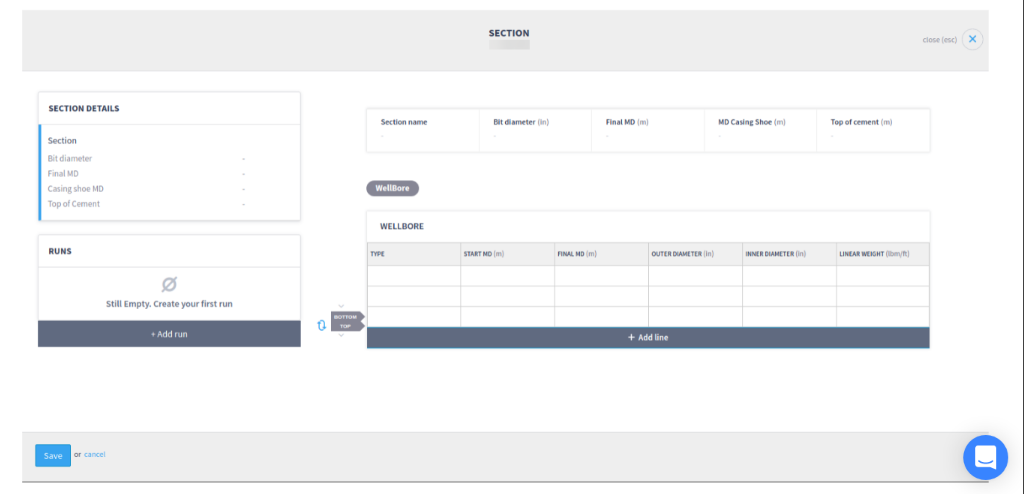 SECTION
close (esc)
SECTION DETAILS
Section
Bit diameter -
Final MD -
Casing shoe MD -
Top of Cement -
RUNS
Still Empty. Create your first run
+ Add run
Section name Bit diameter (in) Final MD (m) MD Casing Shoe (m) Top of cement (m)
- - - - -
WellBore
WELLBORE
TYPE START MD (m) FINAL MD (m) OUTER DIAMETER (in) INNER DIAMETER (in) LINEAR WEIGHT (lbm/ft)
BOTTOM
TOP
+ Add line
Save or cancel